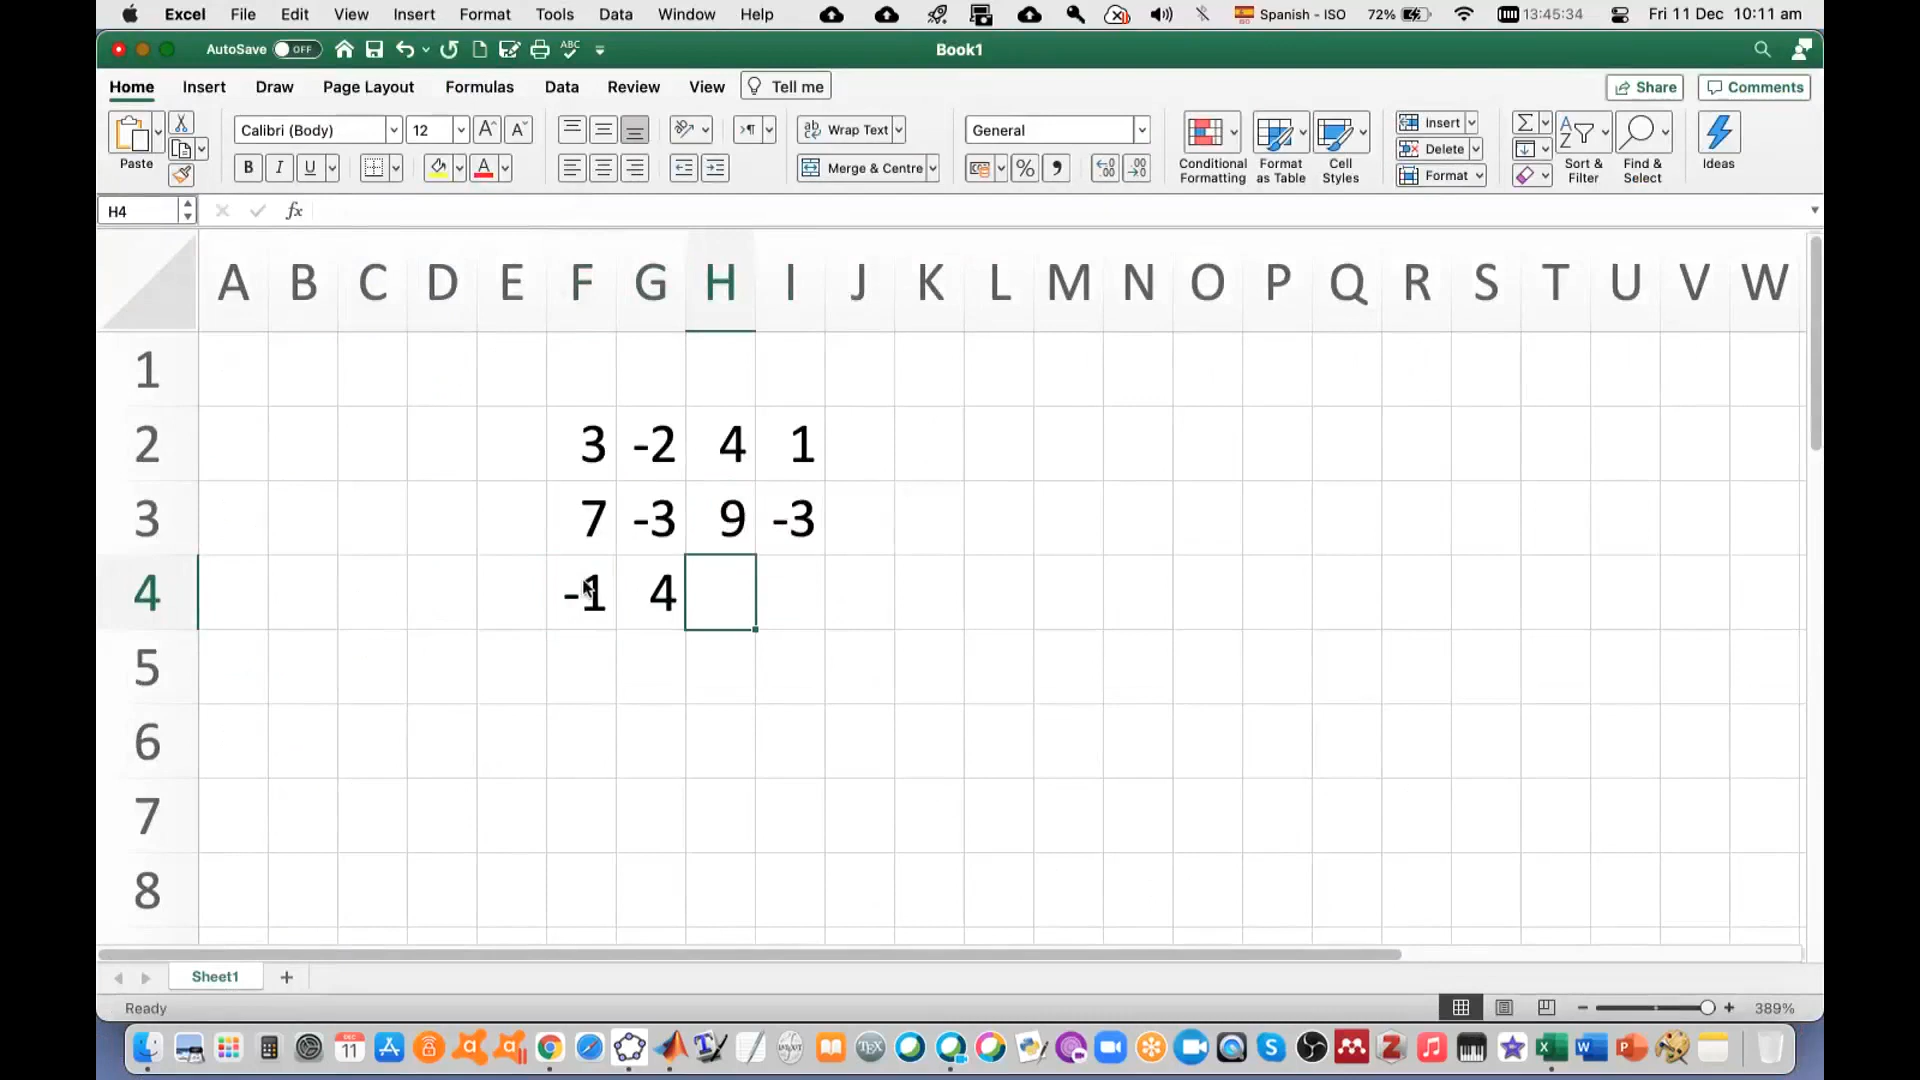 Excel File Edit View Insert Format Tools Data Window Help Spanish - ISO 72% 13:45:34 Fri 11 Dec 10:11 am
AutoSave OFF ABC Book1
Home Insert Draw Page Layout Formulas Data Review View Tell me Share Comments
Paste Calibri (Body) 12 A A ab Wrap Text General Insert
B I U A Merge & Centre % Conditional Formatting Format as Table Cell Styles Delete Format Sort & Filter Find & Select Ideas
H4 fx
A B C D E F G H I J K L M N O P Q R S T U V W
1
2 3 -2 4 1
3 7 -3 9 -3
4 -1 4
5
6
7
8
Sheet1 +
Ready 389%